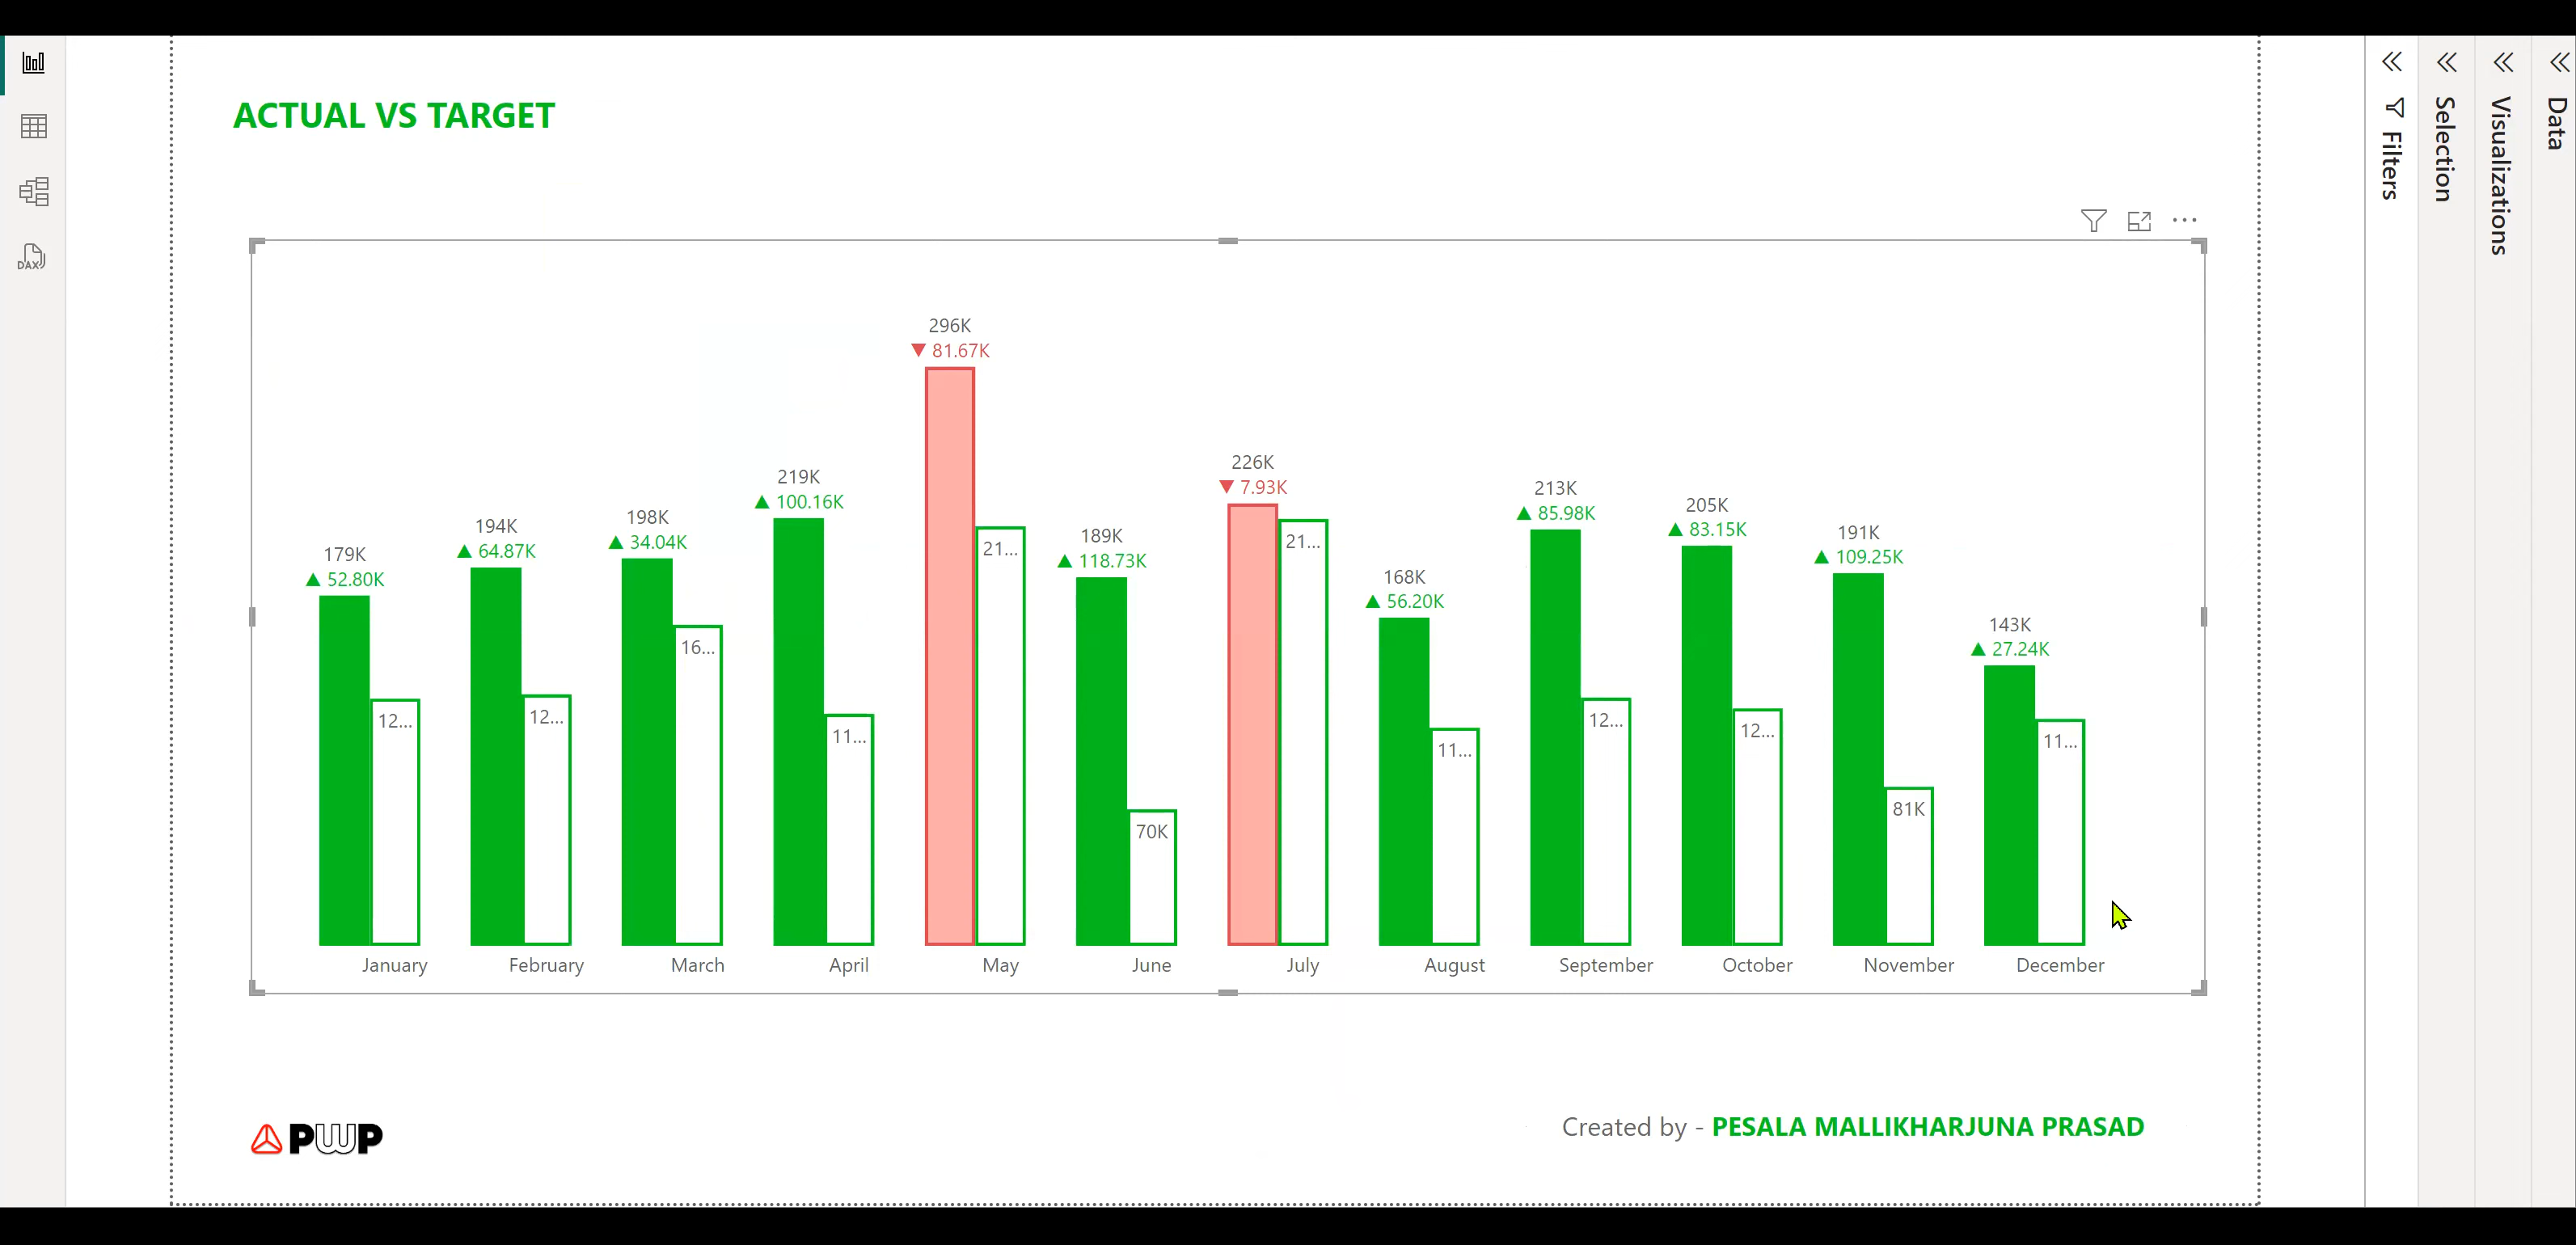 DAX
ACTUAL VS TARGET
Filters
Selection
Visualizations
Data
296K
▼ 81.67K
226K
▼ 7.93K
219K
▲ 100.16K
213K
▲ 85.98K
205K
▲ 83.15K
198K
▲ 34.04K
194K
▲ 64.87K
191K
▲ 109.25K
189K
▲ 118.73K
179K
▲ 52.80K
168K
▲ 56.20K
143K
▲ 27.24K
12...
12...
16...
11...
21...
70K
21...
11...
12...
12...
81K
11...
January February March April May June July August September October November December
PWP
Created by - PESALA MALLIKHARJUNA PRASAD